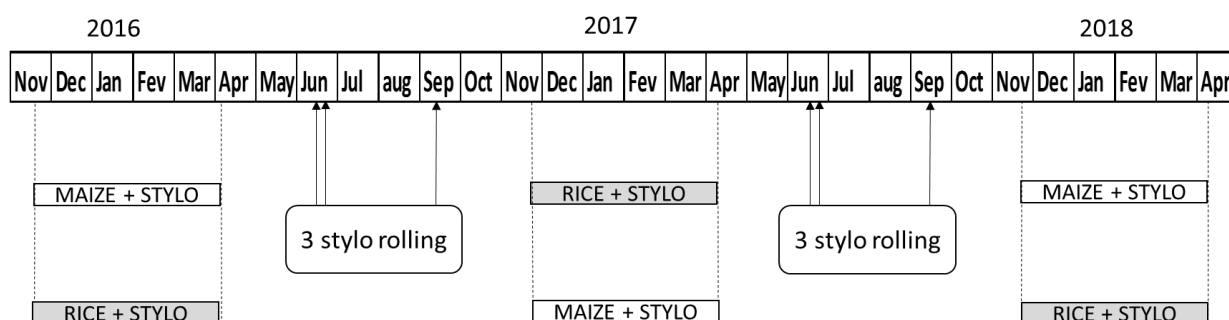 2016 2017 2018
Nov Dec Jan Fev Mar Apr May Jun Jul aug Sep Oct Nov Dec Jan Fev Mar Apr May Jun Jul aug Sep Oct Nov Dec Jan Fev Mar Apr
MAIZE + STYLO RICE + STYLO MAIZE + STYLO
3 stylo rolling 3 stylo rolling
RICE + STYLO MAIZE + STYLO RICE + STYLO